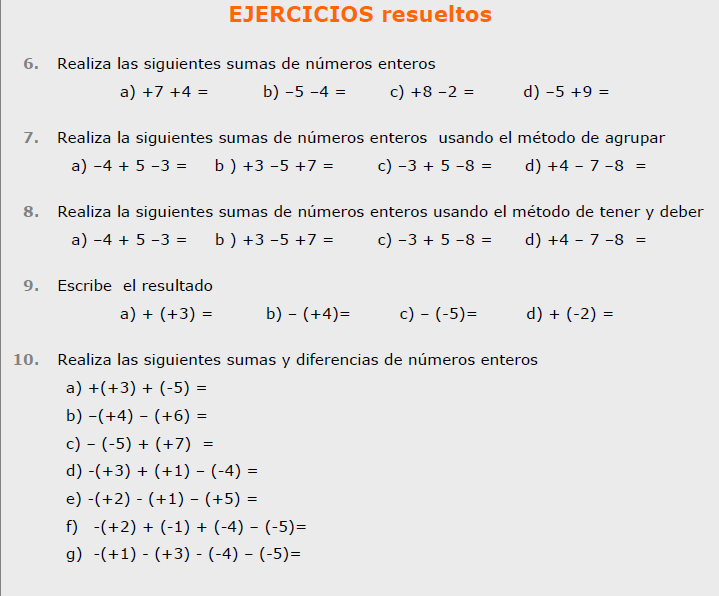 EJERCICIOS resueltos
6. Realiza las siguientes sumas de números enteros
a) +7 +4 = b) –5 –4 = c) +8 –2 = d) –5 +9 =
7. Realiza la siguientes sumas de números enteros usando el método de agrupar
a) –4 + 5 –3 = b ) +3 –5 +7 = c) –3 + 5 –8 = d) +4 – 7 –8 =
8. Realiza la siguientes sumas de números enteros usando el método de tener y deber
a) –4 + 5 –3 = b ) +3 –5 +7 = c) –3 + 5 –8 = d) +4 – 7 –8 =
9. Escribe el resultado
a) + (+3) = b) – (+4)= c) – (-5)= d) + (-2) =
10. Realiza las siguientes sumas y diferencias de números enteros
a) +(+3) + (-5) =
b) –(+4) – (+6) =
c) – (-5) + (+7) =
d) -(+3) + (+1) – (-4) =
e) -(+2) - (+1) – (+5) =
f) -(+2) + (-1) + (-4) – (-5)=
g) -(+1) - (+3) - (-4) – (-5)=